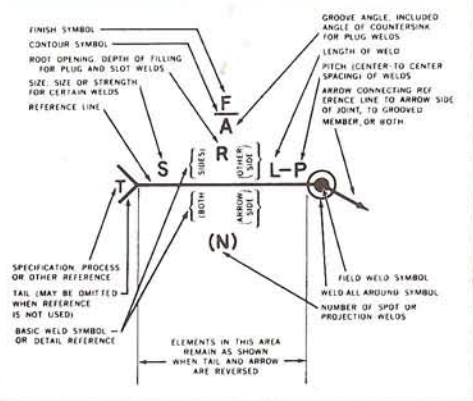 FINISH SYMBOL
CONTOUR SYMBOL
ROOT OPENING, DEPTH OF FILLING
FOR PLUG AND SLOT WELDS
SIZE, SIZE OR STRENGTH
FOR CERTAIN WELDS
REFERENCE LINE
GROOVE ANGLE, INCLUDED
ANGLE OF COUNTERSINK
FOR PLUG WELDS
LENGTH OF WELD
PITCH (CENTER-TO CENTER
SPACING) OF WELDS
ARROW CONNECTING REF
ERENCE LINE TO ARROW SIDE
OF JOINT, TO GROOVED
MEMBER, OR BOTH
F
A
R
S
L-P
T
(BOTH
SIDES)
(OTHER
SIDE)
(ARROW
SIDE)
(N)
SPECIFICATION, PROCESS
OR OTHER REFERENCE
TAIL (MAY BE OMITTED
WHEN REFERENCE
IS NOT USED)
BASIC WELD SYMBOL
OR DETAIL REFERENCE
FIELD WELD SYMBOL
WELD ALL AROUND SYMBOL
NUMBER OF SPOT OR
PROJECTION WELDS
ELEMENTS IN THIS AREA
REMAIN AS SHOWN
WHEN TAIL AND ARROW
ARE REVERSED